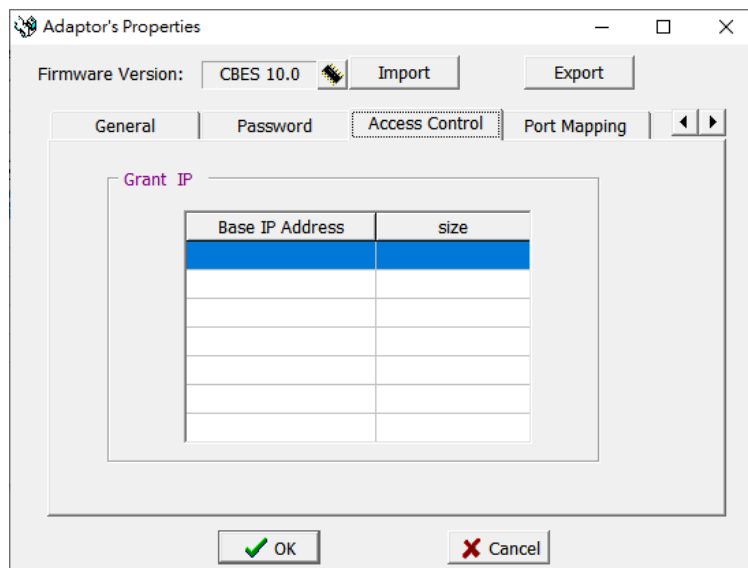 Adaptor's Properties
Firmware Version: CBES 10.0 Import Export
General Password Access Control Port Mapping
Grant IP
Base IP Address size
OK Cancel